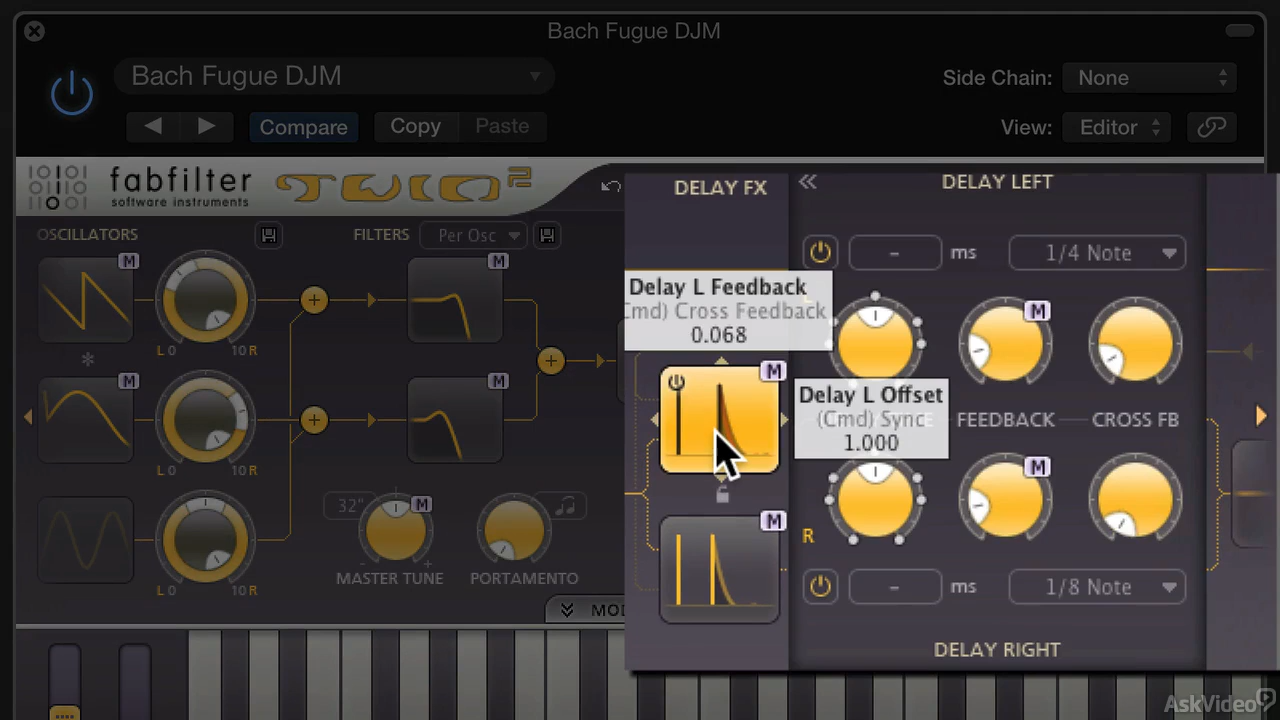 Bach Fugue DJM
Bach Fugue DJM
Side Chain: None
Compare Copy Paste
View: Editor
fabfilter TWIN 2
software instruments
OSCILLATORS
FILTERS Per Osc
M
M
L 0 10 R
M
M
L 0 10 R
32" M
L 0 10 R
MASTER TUNE PORTAMENTO
MOD
DELAY FX
DELAY LEFT
- ms 1/4 Note
Delay L Feedback
(Cmd) Cross Feedback
0.068
M
M
Delay L Offset
(Cmd) Sync
1.000
FEEDBACK CROSS FB
M
M
R
- ms 1/8 Note
DELAY RIGHT
AskVideo